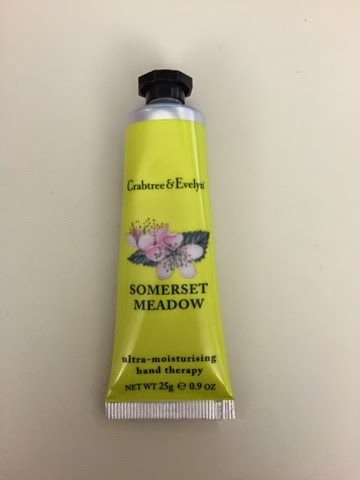 Crabtree & Evelyn®
SOMERSET
MEADOW
ultra-moisturising
hand therapy
NET WT 25g ℮ 0.9 OZ